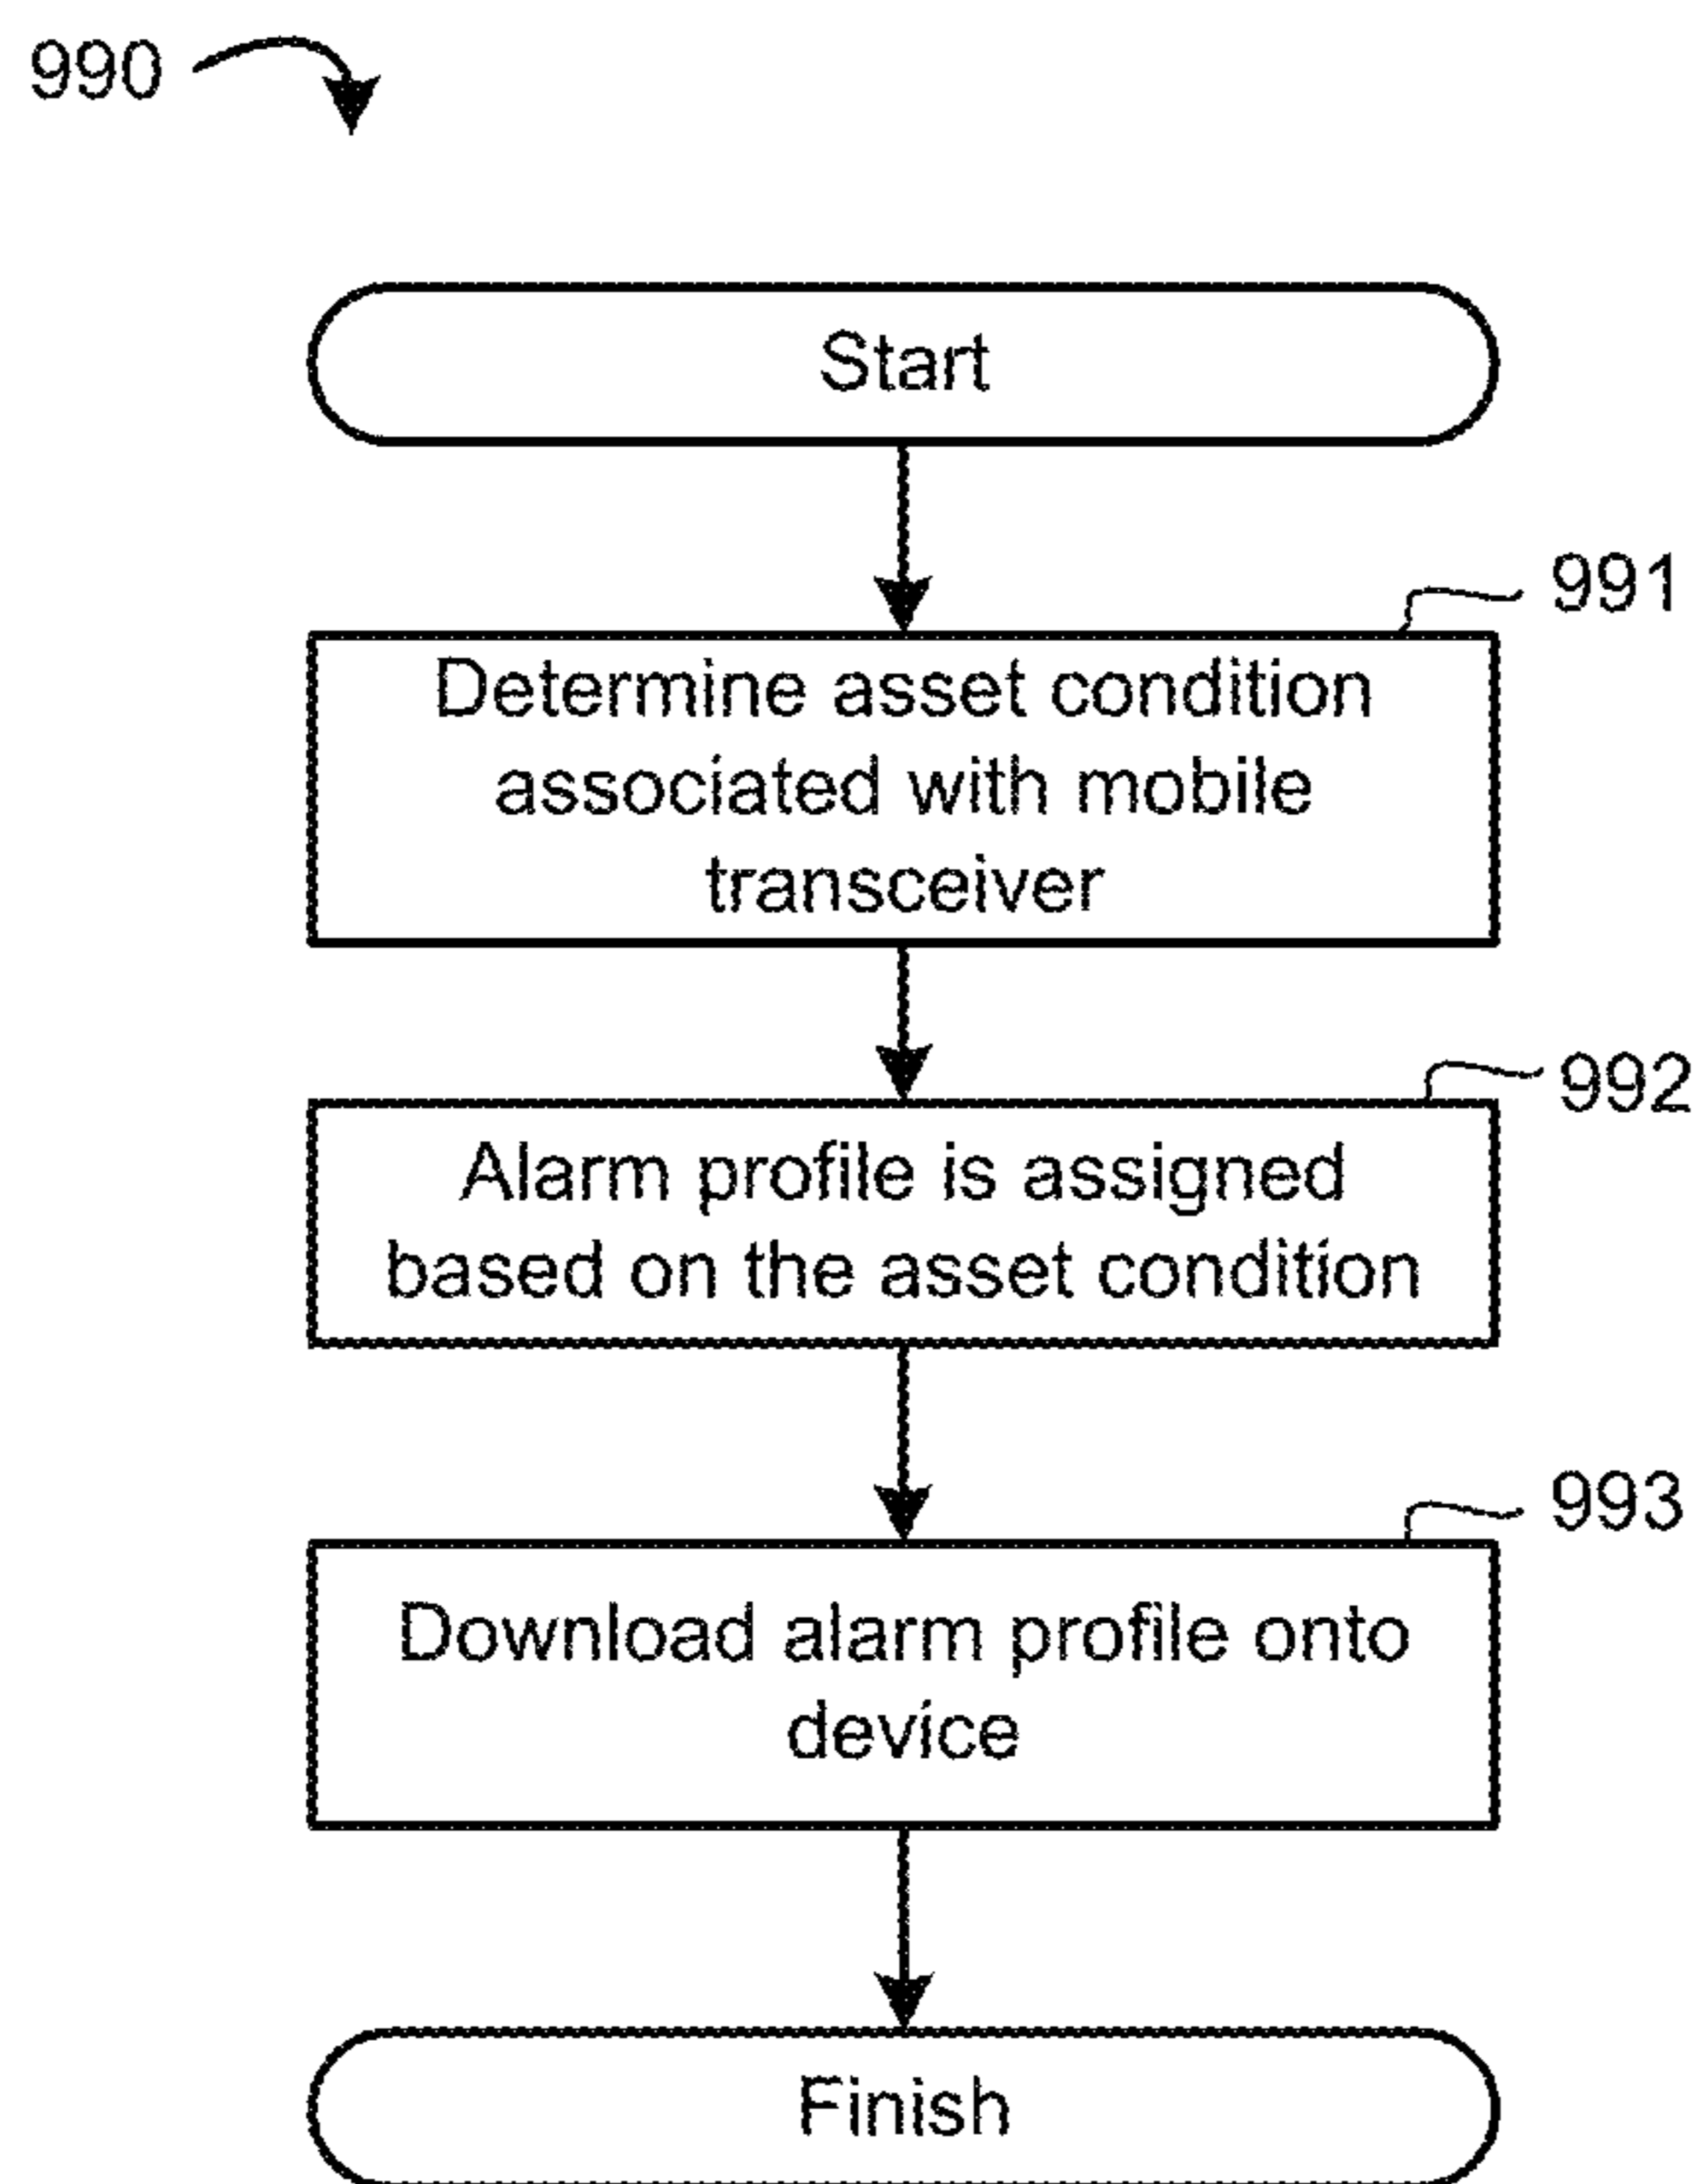 990
Start
991
Determine asset condition
associated with mobile
transceiver
992
Alarm profile is assigned
based on the asset condition
993
Download alarm profile onto
device
Finish